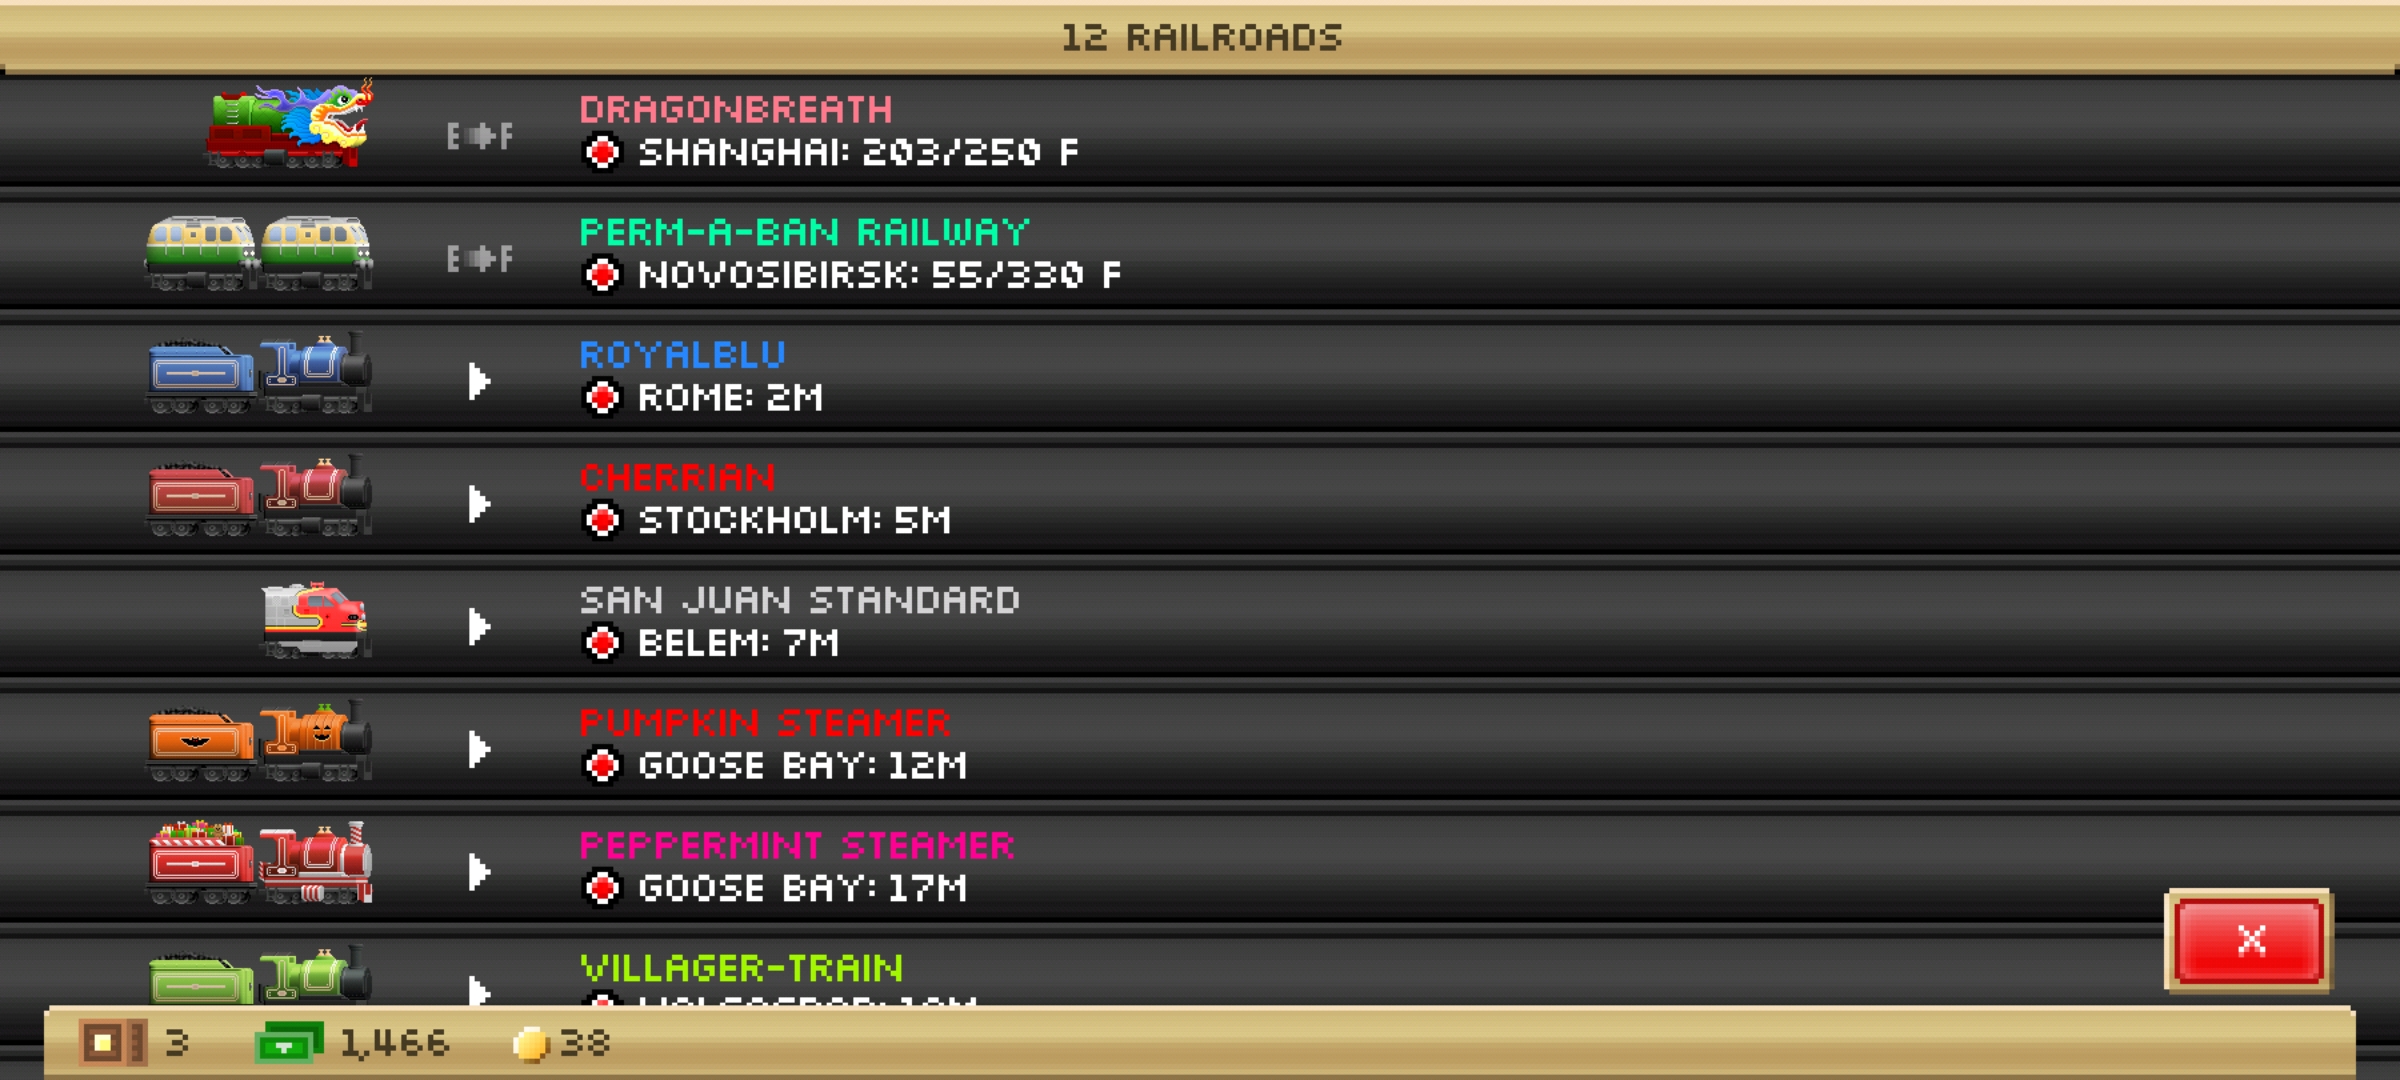 12 RAILROADS
DRAGONBREATH
E F SHANGHAI: 203/250 F
PERM-A-BAN RAILWAY
E F NOVOSIBIRSK: 55/330 F
ROYALBLU
ROME: 2M
CHERRIAN
STOCKHOLM: 5M
SAN JUAN STANDARD
BELEM: 7M
PUMPKIN STEAMER
GOOSE BAY: 12M
PEPPERMINT STEAMER
GOOSE BAY: 17M
X
VILLAGER-TRAIN
3 1,466 38